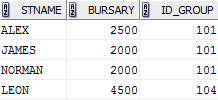 STNAME BURSARY ID_GROUP
ALEX 2500 101
JAMES 2000 101
NORMAN 2000 101
LEON 4500 104